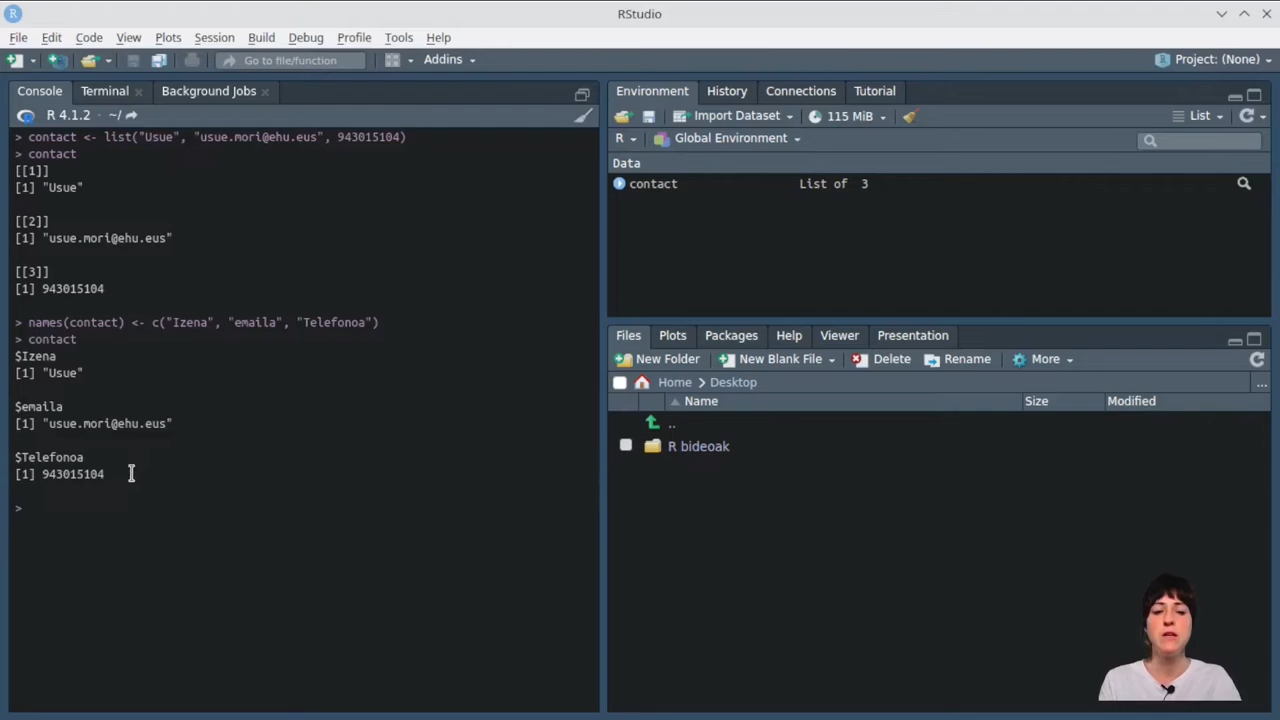 RStudio
File Edit Code View Plots Session Build Debug Profile Tools Help
Go to file/function Addins Project: (None)
Console Terminal Background Jobs
R 4.1.2 · ~/
> contact <- list("Usue", "usue.mori@ehu.eus", 943015104)
> contact
[[1]]
[1] "Usue"
[[2]]
[1] "usue.mori@ehu.eus"
[[3]]
[1] 943015104
> names(contact) <- c("Izena", "emaila", "Telefonoa")
> contact
$Izena
[1] "Usue"
$emaila
[1] "usue.mori@ehu.eus"
$Telefonoa
[1] 943015104
>
Environment History Connections Tutorial
Import Dataset 115 MiB List
R Global Environment
Data
contact List of 3
Files Plots Packages Help Viewer Presentation
New Folder New Blank File Delete Rename More
Home Desktop ...
Name Size Modified
..
R bideoak